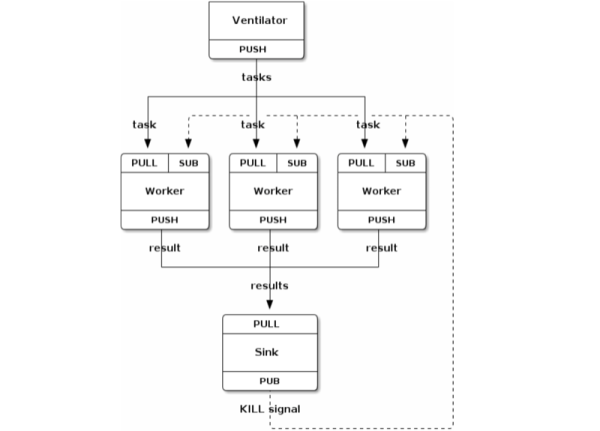 Ventilator
PUSH
tasks
task task task
PULL SUB PULL SUB PULL SUB
Worker Worker Worker
PUSH PUSH PUSH
result result result
results
PULL
Sink
PUB
KILL signal